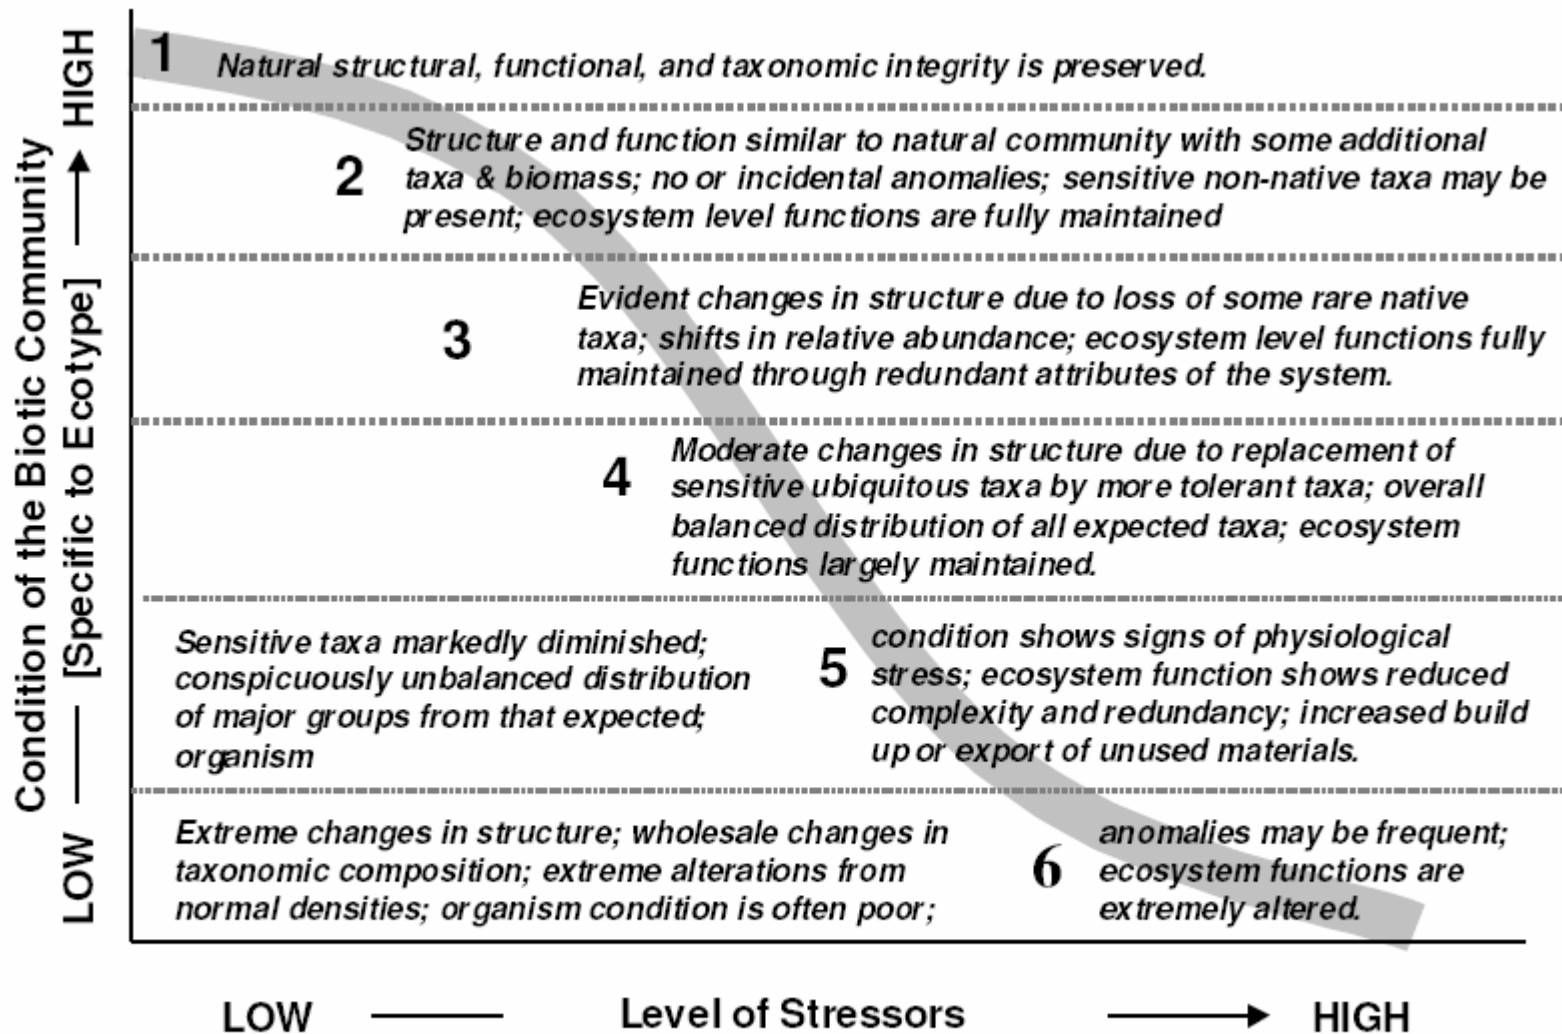 Condition of the Biotic Community
[Specific to Ecotype]
HIGH
LOW
1
Natural structural, functional, and taxonomic integrity is preserved.
2
Structure and function similar to natural community with some additional
taxa & biomass; no or incidental anomalies; sensitive non-native taxa may be
present; ecosystem level functions are fully maintained
3
Evident changes in structure due to loss of some rare native
taxa; shifts in relative abundance; ecosystem level functions fully
maintained through redundant attributes of the system.
4
Moderate changes in structure due to replacement of
sensitive ubiquitous taxa by more tolerant taxa; overall
balanced distribution of all expected taxa; ecosystem
functions largely maintained.
Sensitive taxa markedly diminished;
conspicuously unbalanced distribution
of major groups from that expected;
organism
5
condition shows signs of physiological
stress; ecosystem function shows reduced
complexity and redundancy; increased build
up or export of unused materials.
Extreme changes in structure; wholesale changes in
taxonomic composition; extreme alterations from
normal densities; organism condition is often poor;
6
anomalies may be frequent;
ecosystem functions are
extremely altered.
LOW
Level of Stressors
HIGH